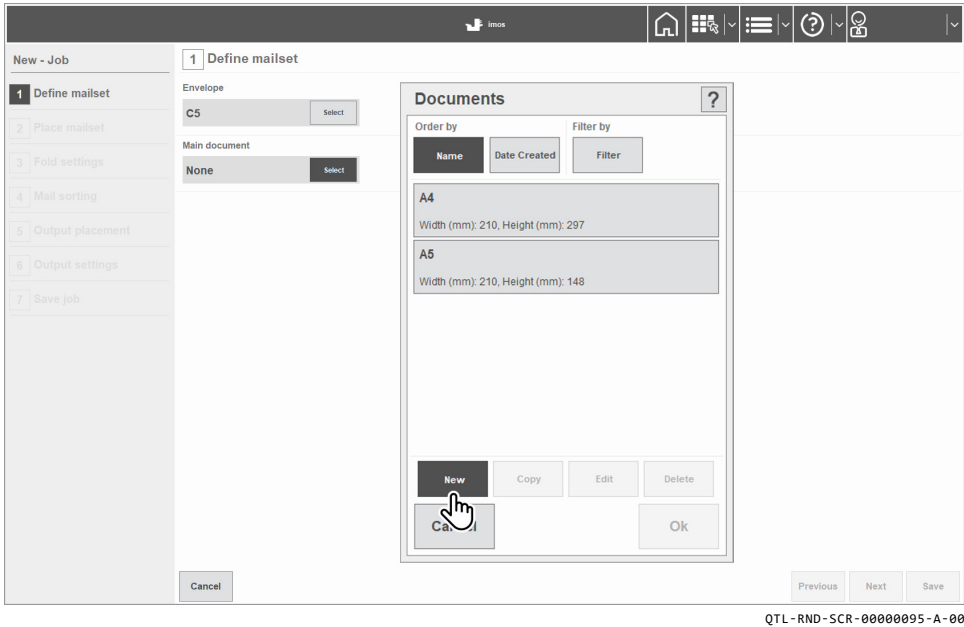 imos
New - Job
1 Define mailset
2 Place mailset
3 Fold settings
4 Mail sorting
5 Output placement
6 Output settings
7 Save job
1 Define mailset
Envelope
C5 Select
Main document
None Select
Documents ?
Order by Filter by
Name Date Created Filter
A4
Width (mm): 210, Height (mm): 297
A5
Width (mm): 210, Height (mm): 148
New Copy Edit Delete
Cancel Ok
Cancel Previous Next Save
QTL-RND-SCR-00000095-A-00